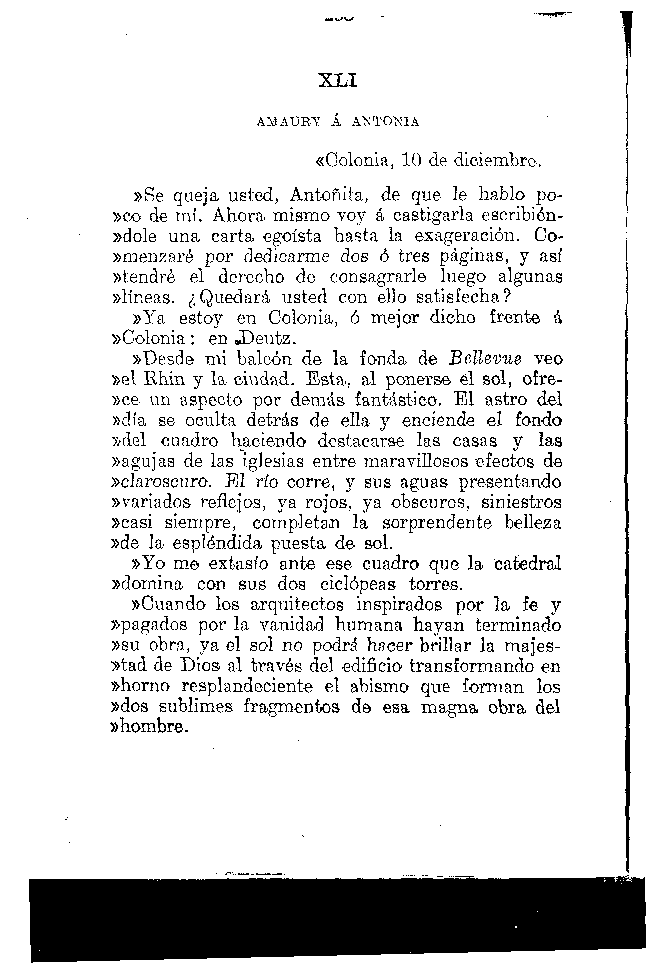 XLI
AMAURY Á ANTONIA
«Colonia, 10 de diciembre.
»Se queja usted, Antoñita, de que le hablo po-
»co de mí. Ahora mismo voy á castigarla escribién-
»dole una carta egoísta hasta la exageración. Co-
»menzaré por dedicarme dos ó tres páginas, y así
»tendré el derecho de consagrarle luego algunas
»líneas. ¿Quedará usted con ello satisfecha?
»Ya estoy en Colonia, ó mejor dicho frente á
»Colonia: en Deutz.
»Desde mi balcón de la fonda de Bellevue veo
»el Rhin y la ciudad. Esta, al ponerse el sol, ofre-
»ce un aspecto por demás fantástico. El astro del
»día se oculta detrás de ella y enciende el fondo
»del cuadro haciendo destacarse las casas y las
»agujas de las iglesias entre maravillosos efectos de
»claroscuro. El río corre, y sus aguas presentando
»variados reflejos, ya rojos, ya obscuros, siniestros
»casi siempre, completan la sorprendente belleza
»de la espléndida puesta de sol.
»Yo me extasío ante ese cuadro que la catedral
»domina con sus dos ciclópeas torres.
»Cuando los arquitectos inspirados por la fe y
»pagados por la vanidad humana hayan terminado
»su obra, ya el sol no podrá hacer brillar la majes-
»tad de Dios al través del edificio transformando en
»horno resplandeciente el abismo que forman los
»dos sublimes fragmentos de esa magna obra del
»hombre.